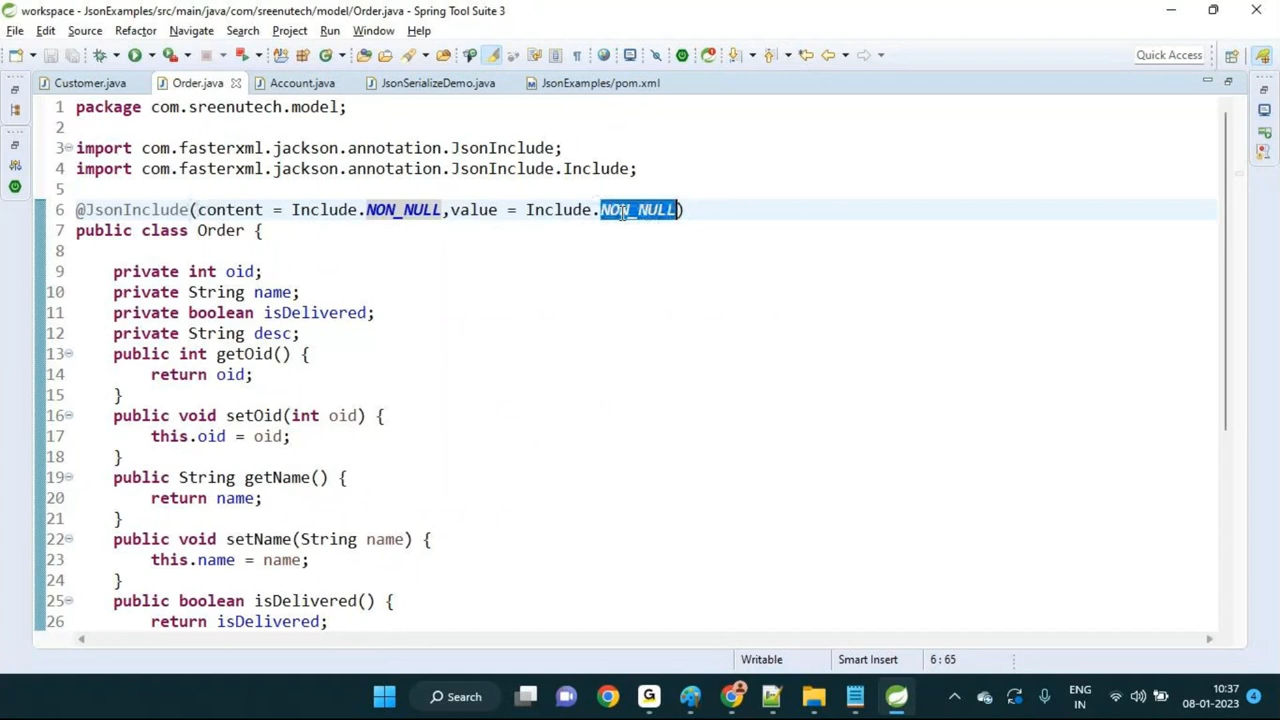 workspace - JsonExamples/src/main/java/com/sreenutech/model/Order.java - Spring Tool Suite 3
File Edit Source Refactor Navigate Search Project Run Window Help
Quick Access
Customer.java Order.java Account.java JsonSerializeDemo.java JsonExamples/pom.xml
1 package com.sreenutech.model;
2
3 import com.fasterxml.jackson.annotation.JsonInclude;
4 import com.fasterxml.jackson.annotation.JsonInclude.Include;
5
6 @JsonInclude(content = Include.NON_NULL,value = Include.NON_NULL)
7 public class Order {
8
9 private int oid;
10 private String name;
11 private boolean isDelivered;
12 private String desc;
13 public int getOid() {
14 return oid;
15 }
16 public void setOid(int oid) {
17 this.oid = oid;
18 }
19 public String getName() {
20 return name;
21 }
22 public void setName(String name) {
23 this.name = name;
24 }
25 public boolean isDelivered() {
26 return isDelivered;
Writable Smart Insert 6 : 65
Search
ENG
IN
10:37
08-01-2023
4